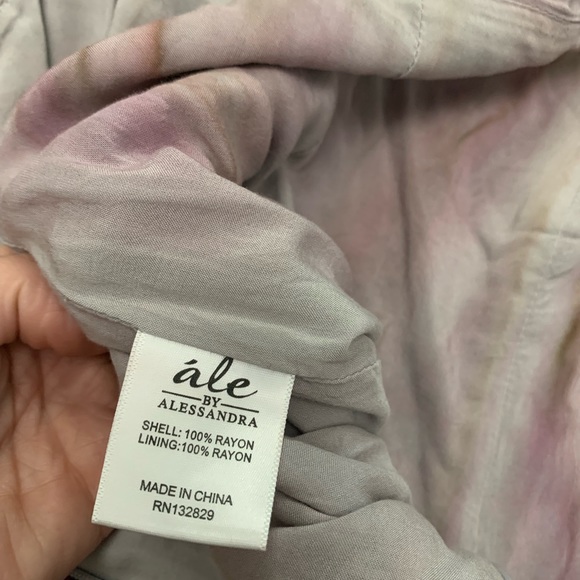 ále
BY
ALESSANDRA
SHELL: 100% RAYON
LINING:100% RAYON
MADE IN CHINA
RN132829